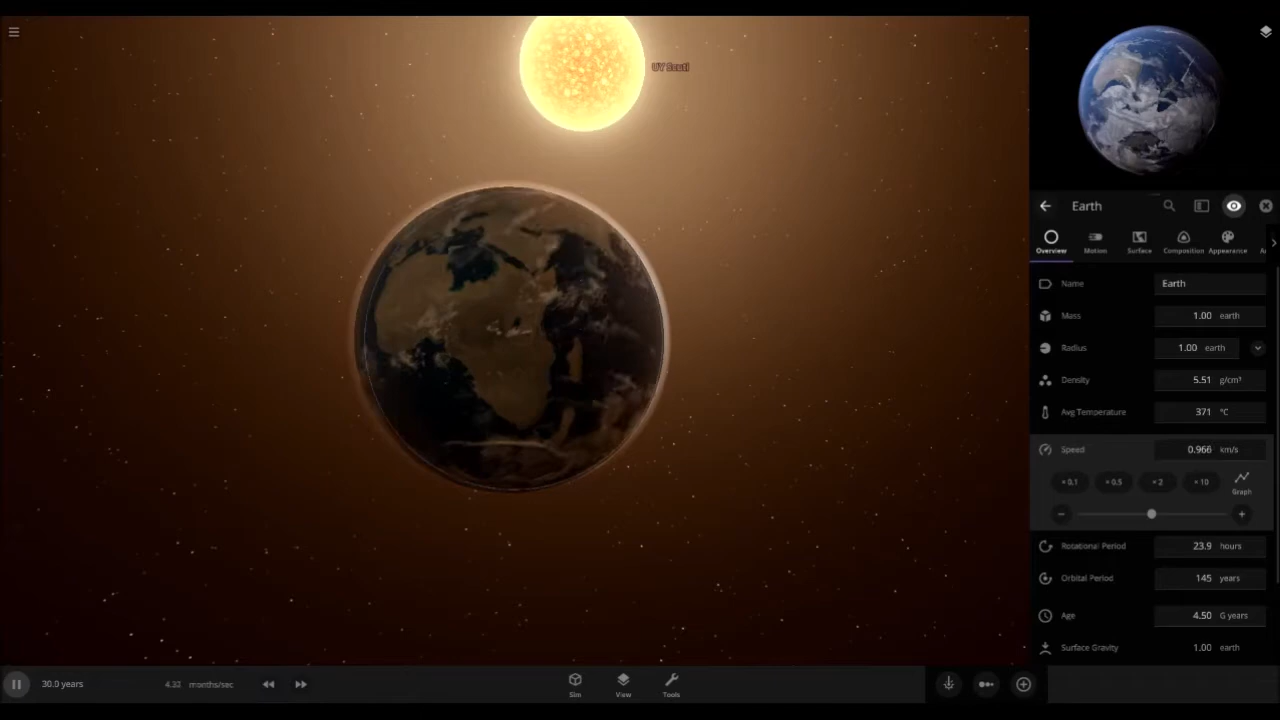 UY Scuti
Earth
Overview
Motion
Surface
Composition
Appearance
Name Earth
Mass 1.00 earth
Radius 1.00 earth
Density 5.51 g/cm³
Avg Temperature 371 °C
Speed 0.966 km/s
× 0.1 × 0.5 × 2 × 10 Graph
− +
Rotational Period 23.9 hours
Orbital Period 145 years
Age 4.50 G years
Surface Gravity 1.00 earth
30.0 years 4.32 months/sec
Sim View Tools